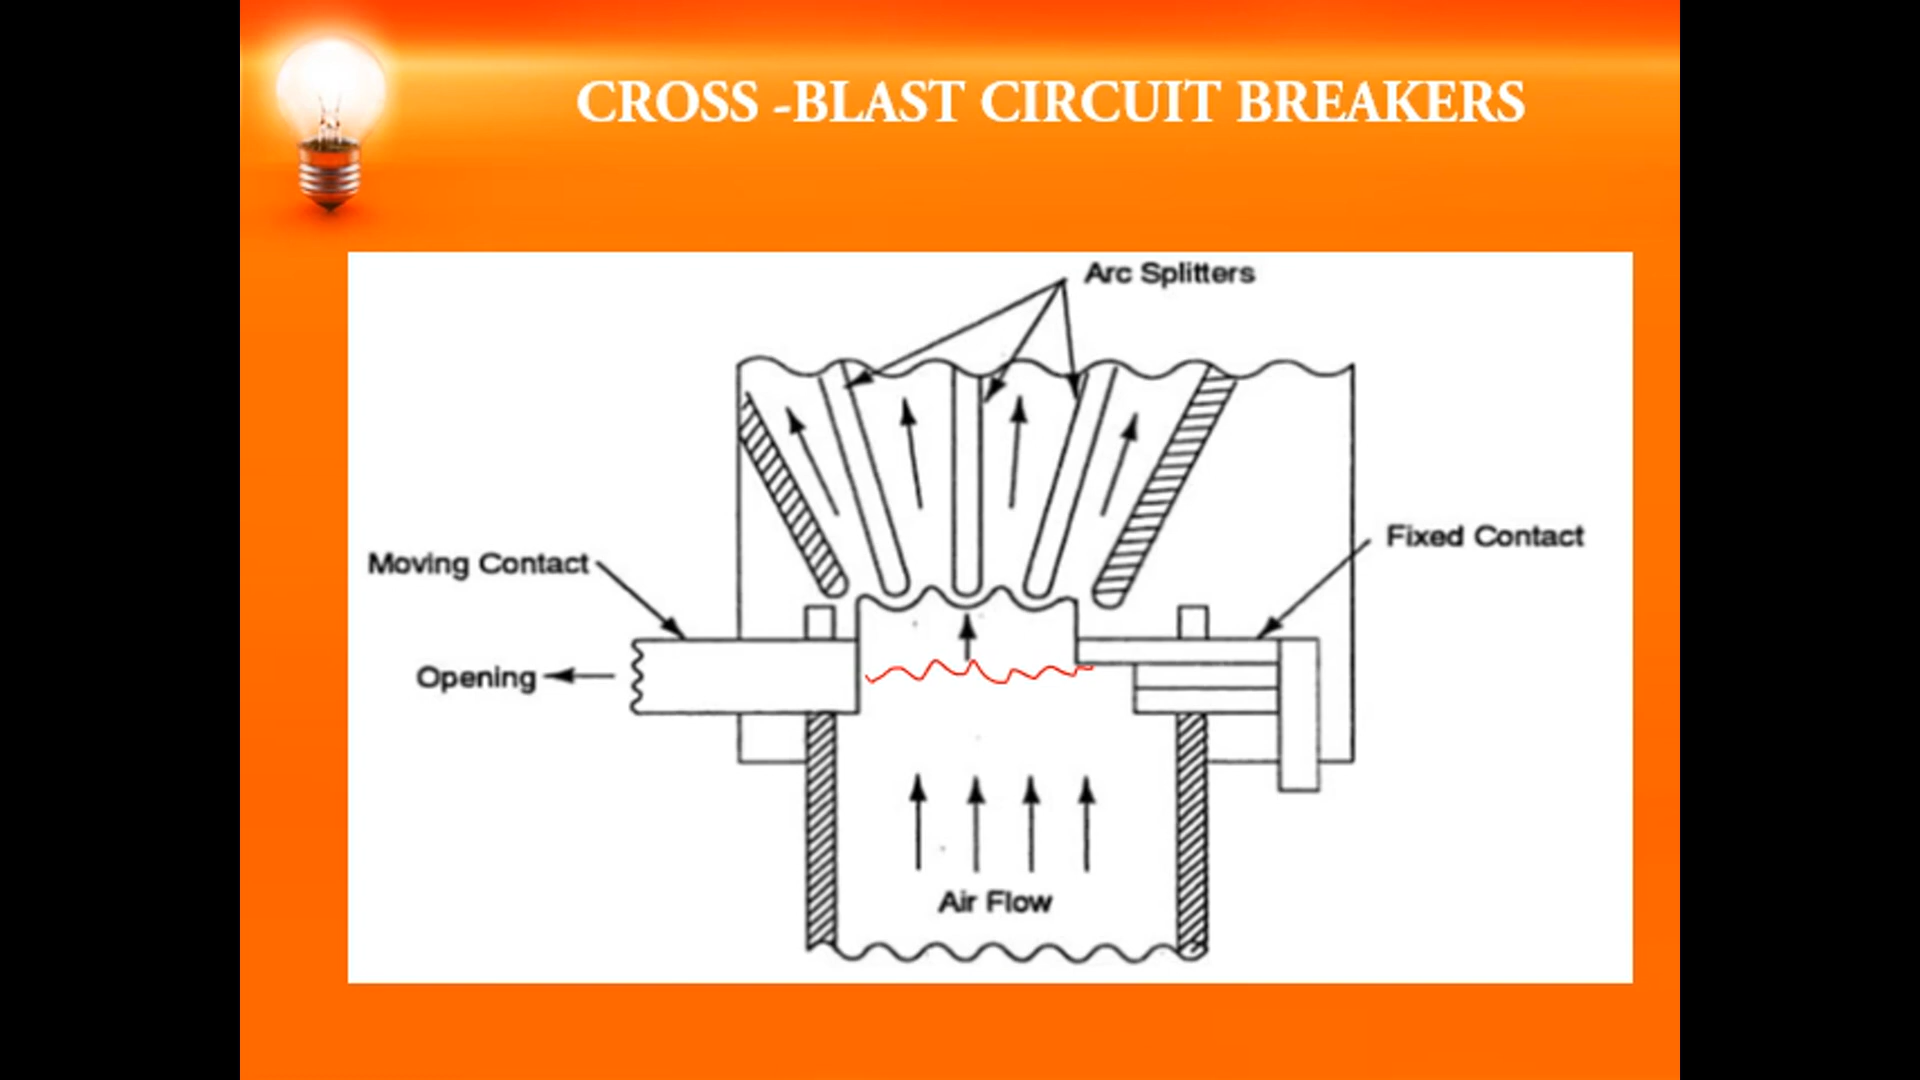 CROSS -BLAST CIRCUIT BREAKERS
Arc Splitters
Fixed Contact
Moving Contact
Opening
Air Flow